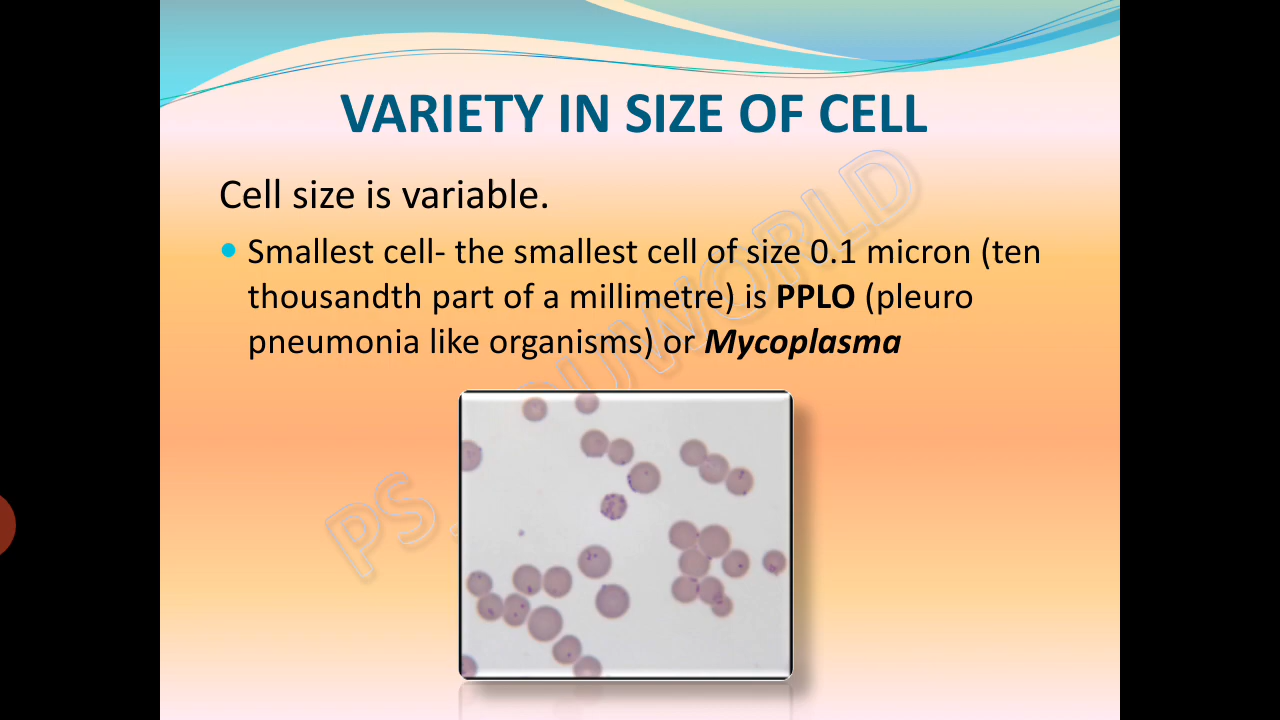 VARIETY IN SIZE OF CELL
Cell size is variable.
Smallest cell- the smallest cell of size 0.1 micron (ten
thousandth part of a millimetre) is PPLO (pleuro
pneumonia like organisms) or Mycoplasma